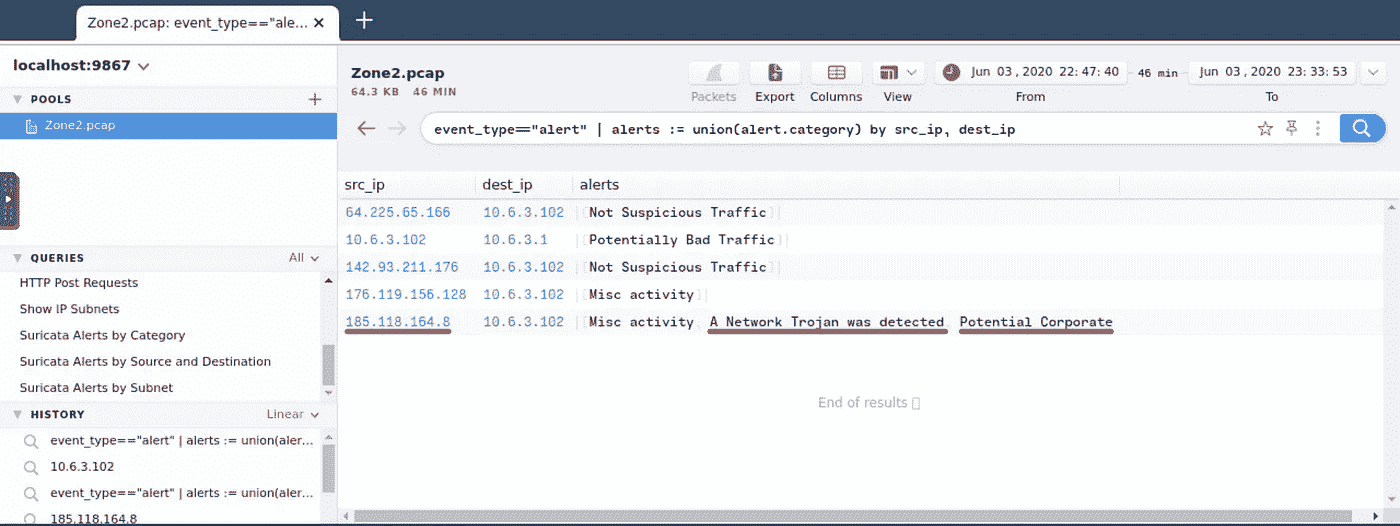 Zone2.pcap: event_type=="ale...
localhost:9867
POOLS
Zone2.pcap
QUERIES All
HTTP Post Requests
Show IP Subnets
Suricata Alerts by Category
Suricata Alerts by Source and Destination
Suricata Alerts by Subnet
HISTORY Linear
event_type=="alert" | alerts := union(aler...
10.6.3.102
event_type=="alert" | alerts := union(aler...
185.118.164.8
Zone2.pcap
64.3 KB 46 MIN
Packets Export Columns View
Jun 03, 2020 22:47:40 46 min Jun 03, 2020 23:33:53
From To
event_type=="alert" | alerts := union(alert.category) by src_ip, dest_ip
src_ip dest_ip alerts
64.225.65.166 10.6.3.102 |[Not Suspicious Traffic]|
10.6.3.102 10.6.3.1 |[Potentially Bad Traffic]|
142.93.211.176 10.6.3.102 |[Not Suspicious Traffic]|
176.119.156.128 10.6.3.102 |[Misc activity]|
185.118.164.8 10.6.3.102 |[Misc activity, A Network Trojan was detected, Potential Corporate
End of results